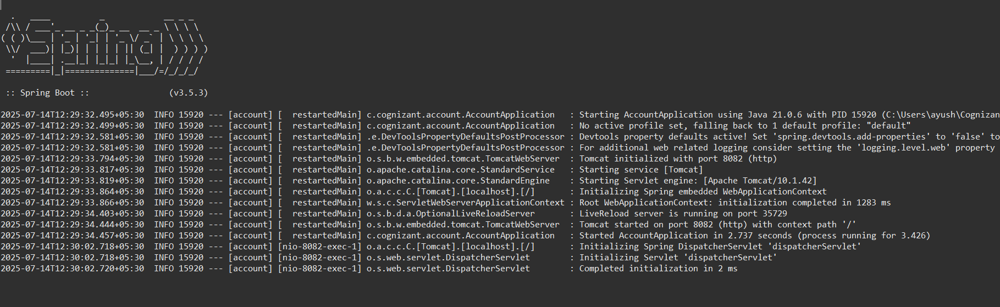 .   ____          _            __ _ _
 /\\ / ___'_ __ _ _(_)_ __  __ _ \ \ \ \
( ( )\___ | '_ | '_| | '_ \/ _` | \ \ \ \
 \\/  ___)| |_)| | | | | || (_| |  ) ) ) )
  '  |____| .__|_| |_|_| |_\__, | / / / /
 =========|_|==============|___/=/_/_/_/

 :: Spring Boot ::                (v3.5.3)

2025-07-14T12:29:32.495+05:30  INFO 15920 --- [account] [  restartedMain] c.cognizant.account.AccountApplication   : Starting AccountApplication using Java 21.0.6 with PID 15920 (C:\Users\ayush\Cognizan
2025-07-14T12:29:32.499+05:30  INFO 15920 --- [account] [  restartedMain] c.cognizant.account.AccountApplication   : No active profile set, falling back to 1 default profile: "default"
2025-07-14T12:29:32.581+05:30  INFO 15920 --- [account] [  restartedMain] .e.DevToolsPropertyDefaultsPostProcessor : Devtools property defaults active! Set 'spring.devtools.add-properties' to 'false' to
2025-07-14T12:29:32.581+05:30  INFO 15920 --- [account] [  restartedMain] .e.DevToolsPropertyDefaultsPostProcessor : For additional web related logging consider setting the 'logging.level.web' property
2025-07-14T12:29:33.794+05:30  INFO 15920 --- [account] [  restartedMain] o.s.b.w.embedded.tomcat.TomcatWebServer  : Tomcat initialized with port 8082 (http)
2025-07-14T12:29:33.817+05:30  INFO 15920 --- [account] [  restartedMain] o.apache.catalina.core.StandardService   : Starting service [Tomcat]
2025-07-14T12:29:33.819+05:30  INFO 15920 --- [account] [  restartedMain] o.apache.catalina.core.StandardEngine    : Starting Servlet engine: [Apache Tomcat/10.1.42]
2025-07-14T12:29:33.864+05:30  INFO 15920 --- [account] [  restartedMain] o.a.c.c.C.[Tomcat].[localhost].[/]       : Initializing Spring embedded WebApplicationContext
2025-07-14T12:29:33.866+05:30  INFO 15920 --- [account] [  restartedMain] w.s.c.ServletWebServerApplicationContext : Root WebApplicationContext: initialization completed in 1283 ms
2025-07-14T12:29:34.403+05:30  INFO 15920 --- [account] [  restartedMain] o.s.b.d.a.OptionalLiveReloadServer       : LiveReload server is running on port 35729
2025-07-14T12:29:34.444+05:30  INFO 15920 --- [account] [  restartedMain] o.s.b.w.embedded.tomcat.TomcatWebServer  : Tomcat started on port 8082 (http) with context path '/'
2025-07-14T12:29:34.457+05:30  INFO 15920 --- [account] [  restartedMain] c.cognizant.account.AccountApplication   : Started AccountApplication in 2.737 seconds (process running for 3.426)
2025-07-14T12:30:02.718+05:30  INFO 15920 --- [account] [nio-8082-exec-1] o.a.c.c.C.[Tomcat].[localhost].[/]       : Initializing Spring DispatcherServlet 'dispatcherServlet'
2025-07-14T12:30:02.718+05:30  INFO 15920 --- [account] [nio-8082-exec-1] o.s.web.servlet.DispatcherServlet        : Initializing Servlet 'dispatcherServlet'
2025-07-14T12:30:02.720+05:30  INFO 15920 --- [account] [nio-8082-exec-1] o.s.web.servlet.DispatcherServlet        : Completed initialization in 2 ms